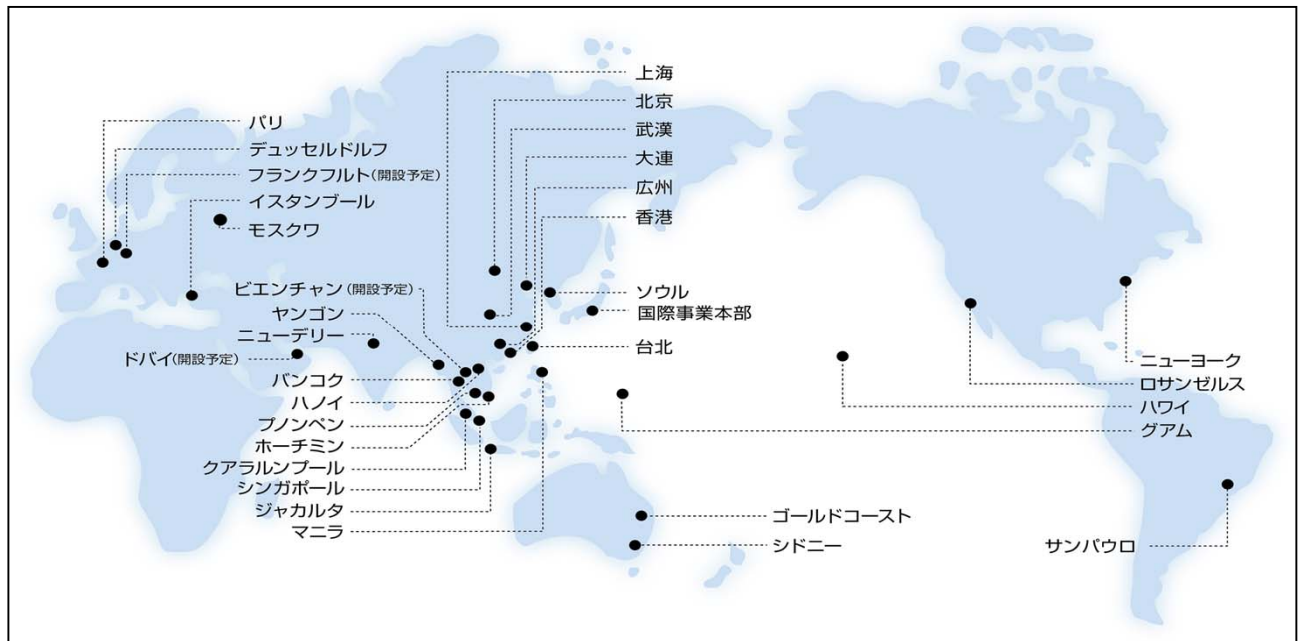 上海
北京
武漢
大連
広州
香港
パリ
デュッセルドルフ
フランクフルト(開設予定)
イスタンブール
モスクワ
ビエンチャン(開設予定)
ヤンゴン
ニューデリー
ドバイ(開設予定)
バンコク
ハノイ
プノンペン
ホーチミン
クアラルンプール
シンガポール
ジャカルタ
マニラ
ソウル
国際事業本部
台北
ゴールドコースト
シドニー
ニューヨーク
ロサンゼルス
ハワイ
グアム
サンパウロ